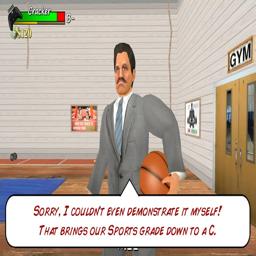 Cracker
B-
GYM
SORRY, I COULDN'T EVEN DEMONSTRATE IT MYSELF!
THAT BRINGS OUR SPORTS GRADE DOWN TO A C.